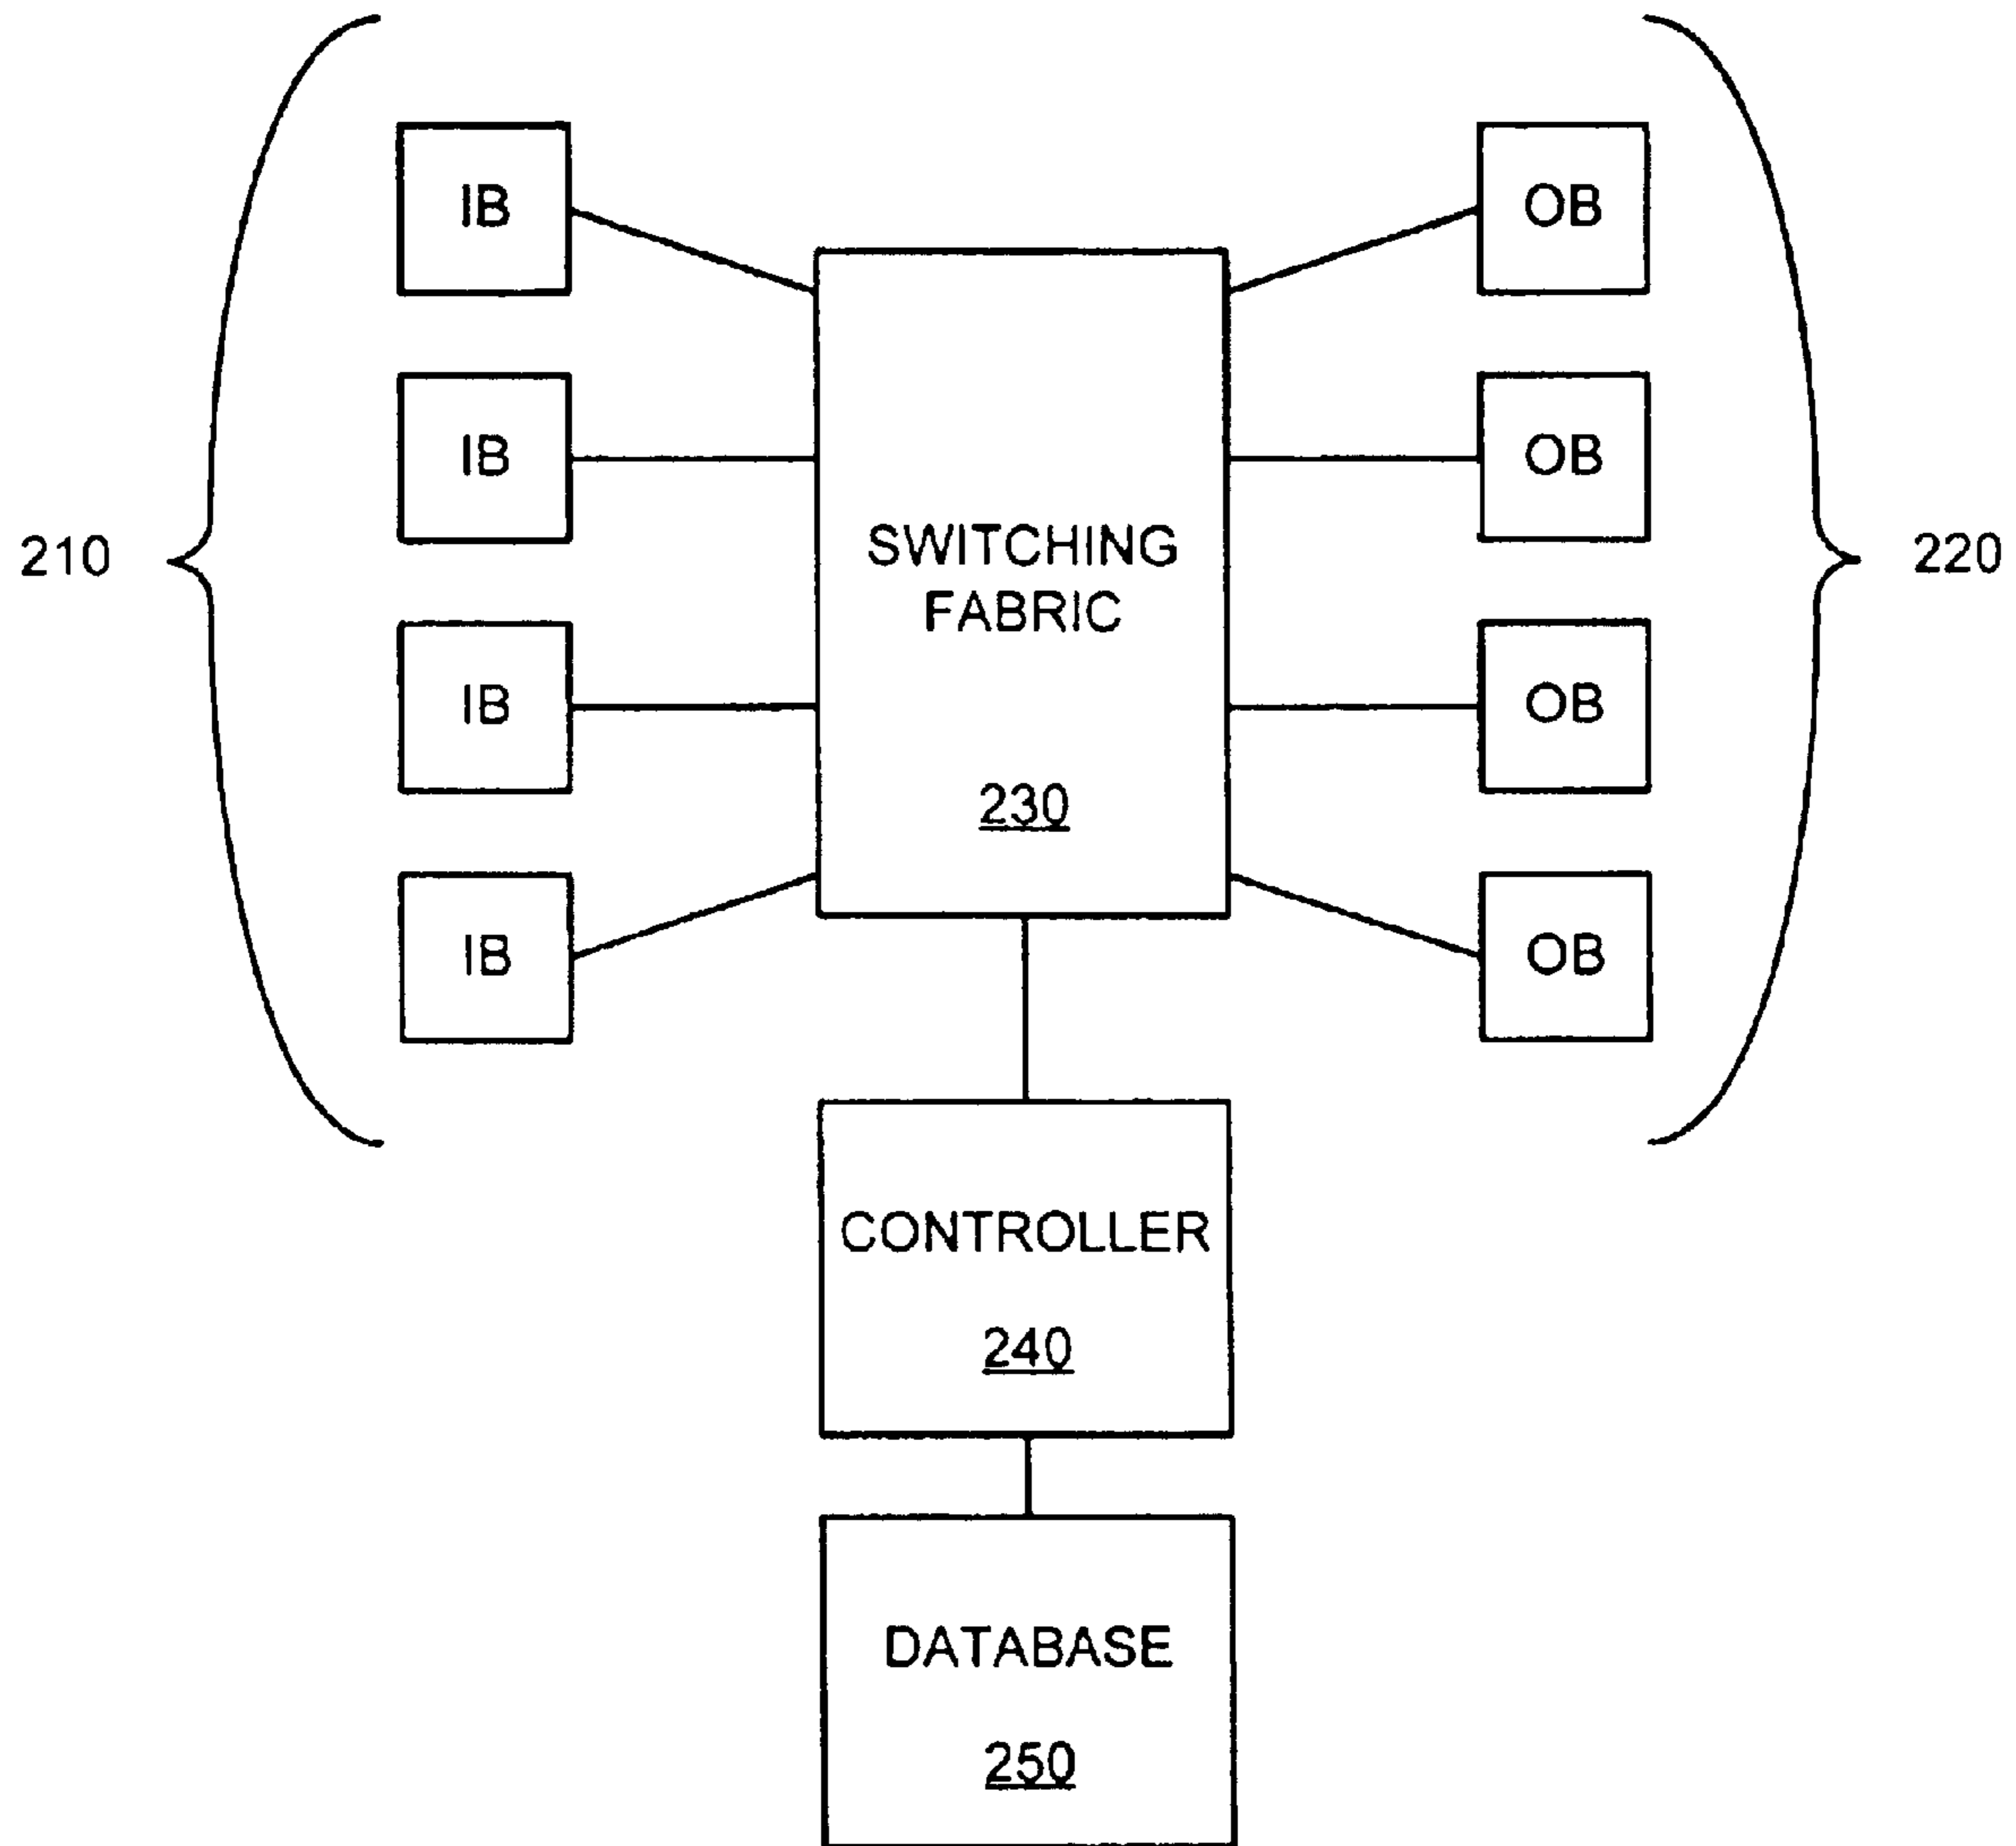 IB
OB
IB
OB
210
SWITCHING
FABRIC
220
IB
OB
230
IB
OB
CONTROLLER
240
DATABASE
250